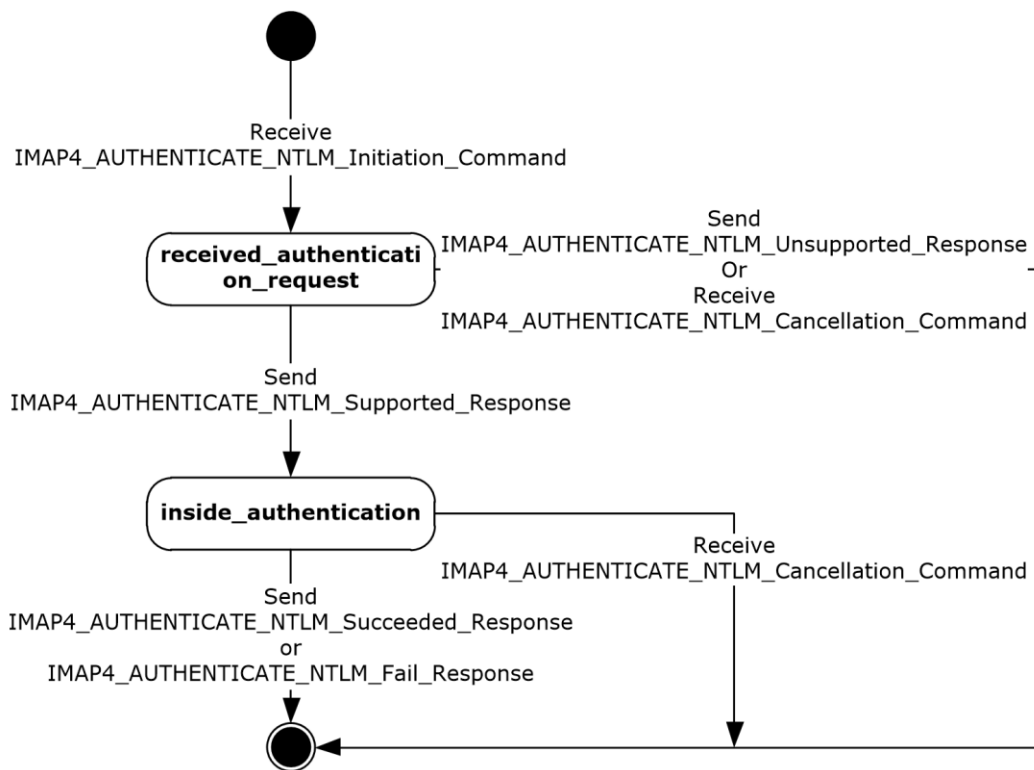 Receive
IMAP4_AUTHENTICATE_NTLM_Initiation_Command
received_authenticati
on_request
Send
IMAP4_AUTHENTICATE_NTLM_Unsupported_Response
Or
Receive
IMAP4_AUTHENTICATE_NTLM_Cancellation_Command
Send
IMAP4_AUTHENTICATE_NTLM_Supported_Response
inside_authentication
Receive
IMAP4_AUTHENTICATE_NTLM_Cancellation_Command
Send
IMAP4_AUTHENTICATE_NTLM_Succeeded_Response
or
IMAP4_AUTHENTICATE_NTLM_Fail_Response